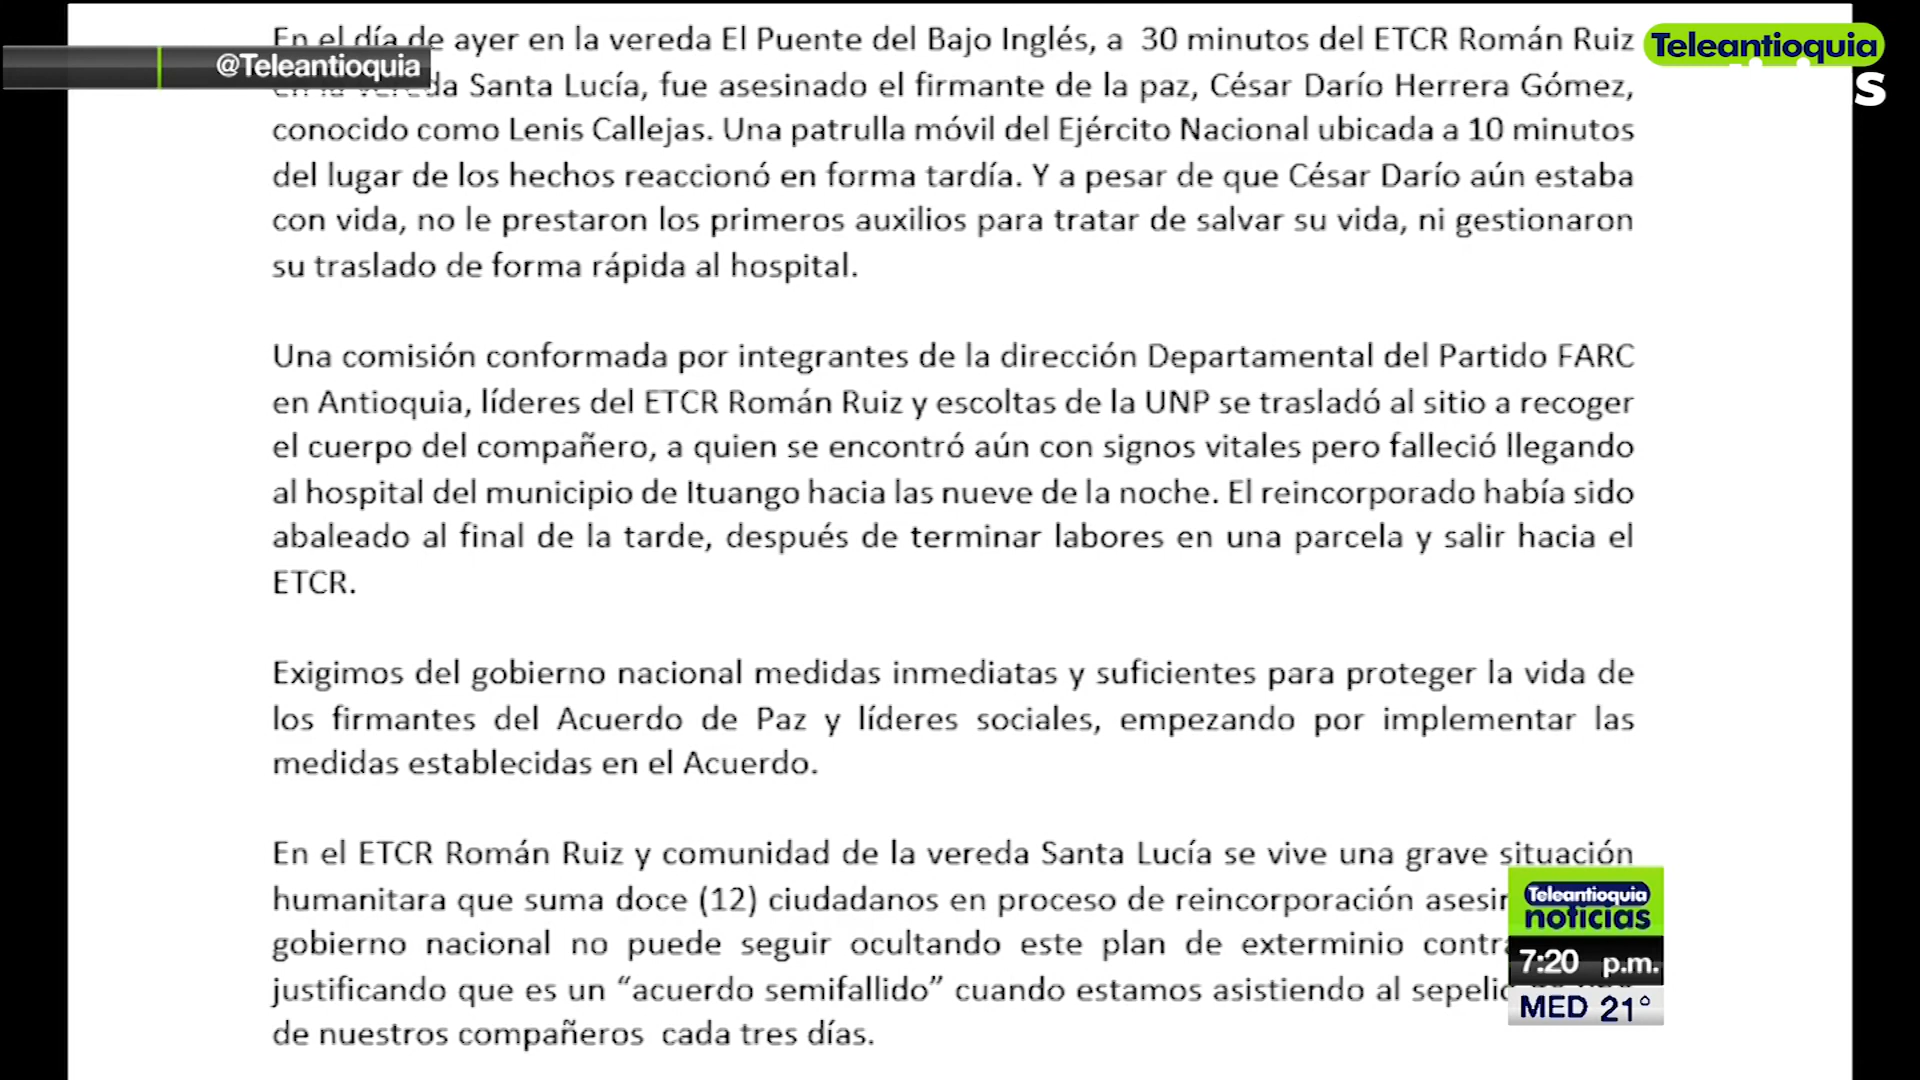 En el día de ayer en la vereda El Puente del Bajo Inglés, a 30 minutos del ETCR Román Ruiz
Teleantioquia
@Teleantioquia
Santa Lucía, fue asesinado el firmante de la paz, César Darío Herrera Gómez,
conocido como Lenis Callejas. Una patrulla móvil del Ejército Nacional ubicada a 10 minutos
del lugar de los hechos reaccionó en forma tardía. Y a pesar de que César Darío aún estaba
con vida, no le prestaron los primeros auxilios para tratar de salvar su vida, ni gestionaron
su traslado de forma rápida al hospital.
Una comisión conformada por integrantes de la dirección Departamental del Partido FARC
en Antioquia, líderes del ETCR Román Ruiz y escoltas de la UNP se trasladó al sitio a recoger
el cuerpo del compañero, a quien se encontró aún con signos vitales pero falleció llegando
al hospital del municipio de Ituango hacia las nueve de la noche. El reincorporado había sido
abaleado al final de la tarde, después de terminar labores en una parcela y salir hacia el
ETCR.
Exigimos del gobierno nacional medidas inmediatas y suficientes para proteger la vida de
los firmantes del Acuerdo de Paz y líderes sociales, empezando por implementar las
medidas establecidas en el Acuerdo.
En el ETCR Román Ruiz y comunidad de la vereda Santa Lucía se vive una grave situación
humanitara que suma doce (12) ciudadanos en proceso de reincorporación
gobierno nacional no puede seguir ocultando este plan de exterminio
justificando que es un “acuerdo semifallido” cuando estamos asistiendo al
de nuestros compañeros cada tres días.
Teleantioquia
noticias
7:20 p.m.
MED 21°